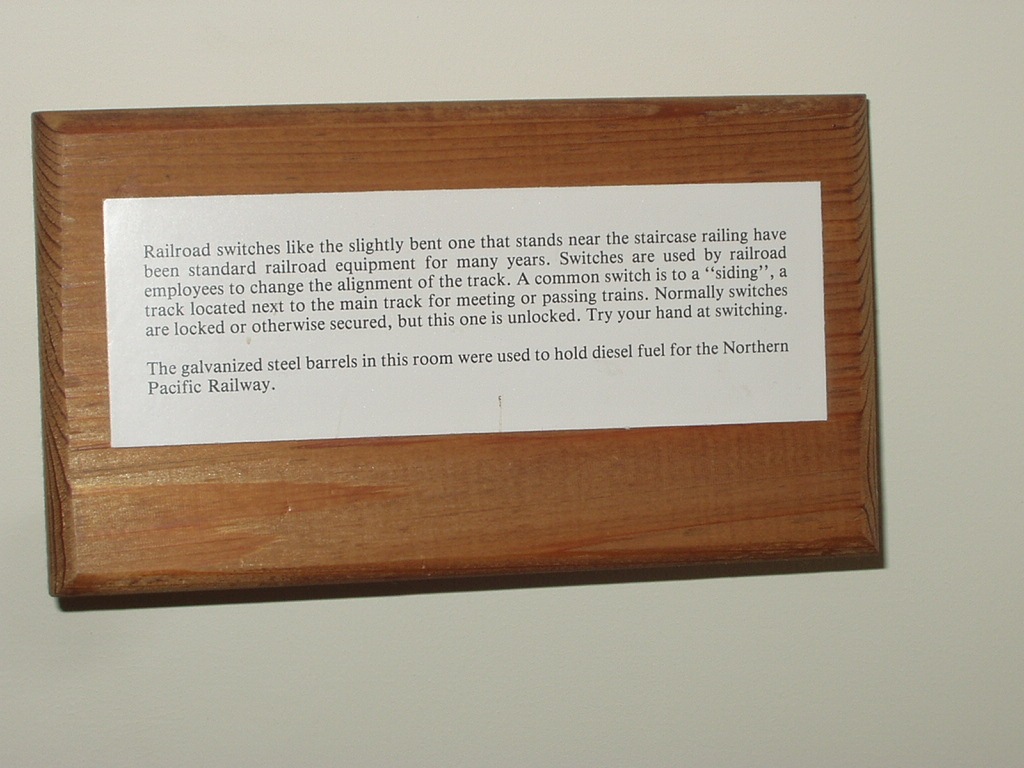 Railroad switches like the slightly bent one that stands near the staircase railing have
been standard railroad equipment for many years. Switches are used by railroad
employees to change the alignment of the track. A common switch is to a “siding”, a
track located next to the main track for meeting or passing trains. Normally switches
are locked or otherwise secured, but this one is unlocked. Try your hand at switching.
The galvanized steel barrels in this room were used to hold diesel fuel for the Northern
Pacific Railway.